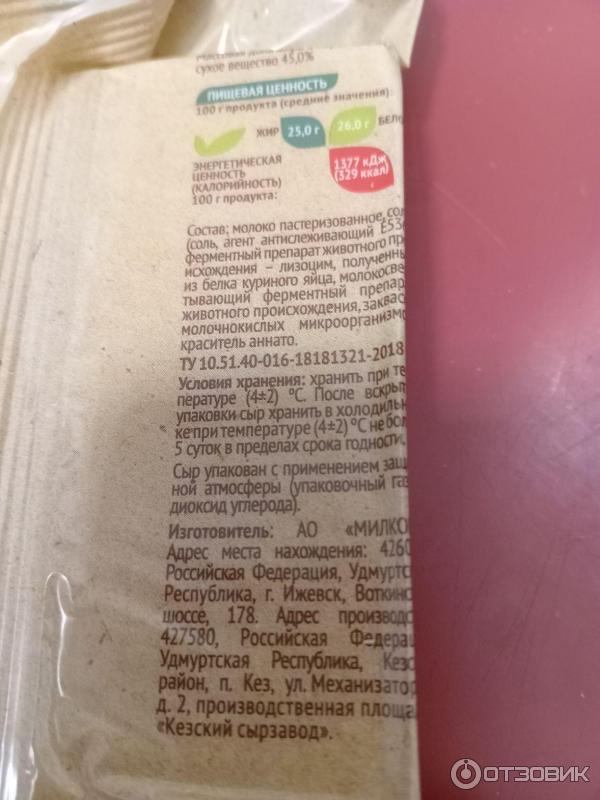 сухое вещество 45,0%
ПИЩЕВАЯ ЦЕННОСТЬ
100 г продукта (средние значения):
ЖИР 25,0 г 26,0 г БЕЛ
ЭНЕРГЕТИЧЕСКАЯ
ЦЕННОСТЬ
(КАЛОРИЙНОСТЬ)
100 г продукта:
1377 кДж
(329 ккал)
Состав: молоко пастеризованное, сол
(соль, агент антислеживающий Е53
ферментный препарат животного пр
исхождения – лизоцим, полученны
из белка куриного яйца, молокосве
тывающий ферментный препар
животного происхождения, заквас
молочнокислых микроорганизмо
краситель аннато.
ТУ 10.51.40-016-18181321-2018
Условия хранения: хранить при те
пературе (4±2) °С. После вскрыт
упаковки сыр хранить в холодильн
ке при температуре (4±2) °С не бол
5 суток в пределах срока годности.
Сыр упакован с применением защ
ной атмосферы (упаковочный газ
диоксид углерода).
Изготовитель: АО «МИЛКО
Адрес места нахождения: 4260
Российская Федерация, Удмуртс
Республика, г. Ижевск, Воткинс
шоссе, 178. Адрес производс
427580, Российская Федерац
Удмуртская Республика, Кезс
район, п. Кез, ул. Механизатор
д. 2, производственная площа
«Кезский сырзавод».
ОТЗОВИК